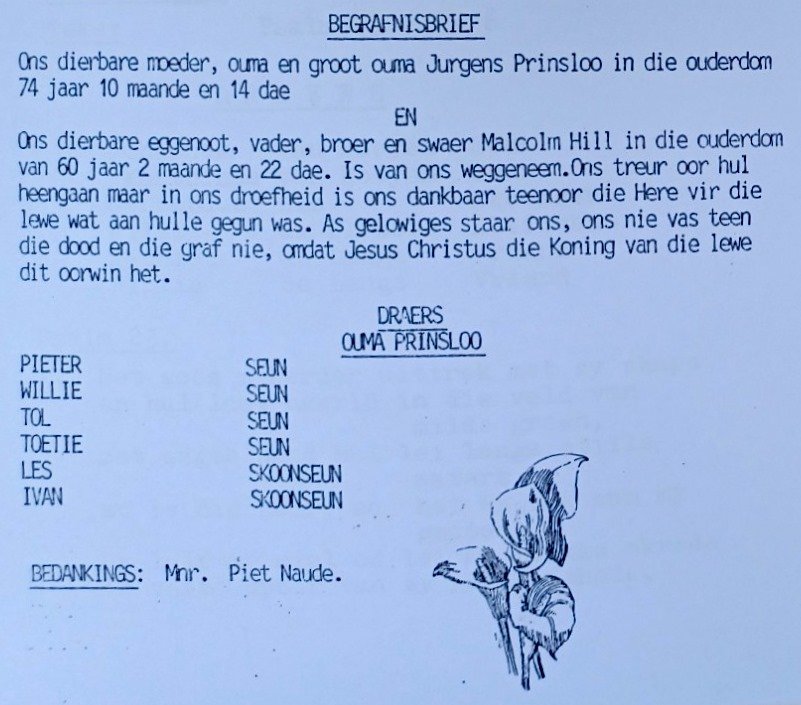 BEGRAFNISBRIEF
Ons dierbare moeder, ouma en groot ouma Jurgens Prinsloo in die ouderdom
74 jaar 10 maande en 14 dae
EN
Ons dierbare eggenoot, vader, broer en swaer Malcolm Hill in die ouderdom
van 60 jaar 2 maande en 22 dae. Is van ons weggeneem.Ons treur oor hul
heengaan maar in ons droefheid is ons dankbaar teenoor die Here vir die
lewe wat aan hulle gegun was. As gelowiges staar ons, ons nie vas teen
die dood en die graf nie, omdat Jesus Christus die Koning van die lewe
dit oorwin het.
DRAERS
OUMA PRINSLOO
PIETER SEUN
WILLIE SEUN
TOL SEUN
TOETIE SEUN
LES SKOONSEUN
IVAN SKOONSEUN
BEDANKINGS: Mnr. Piet Naude.